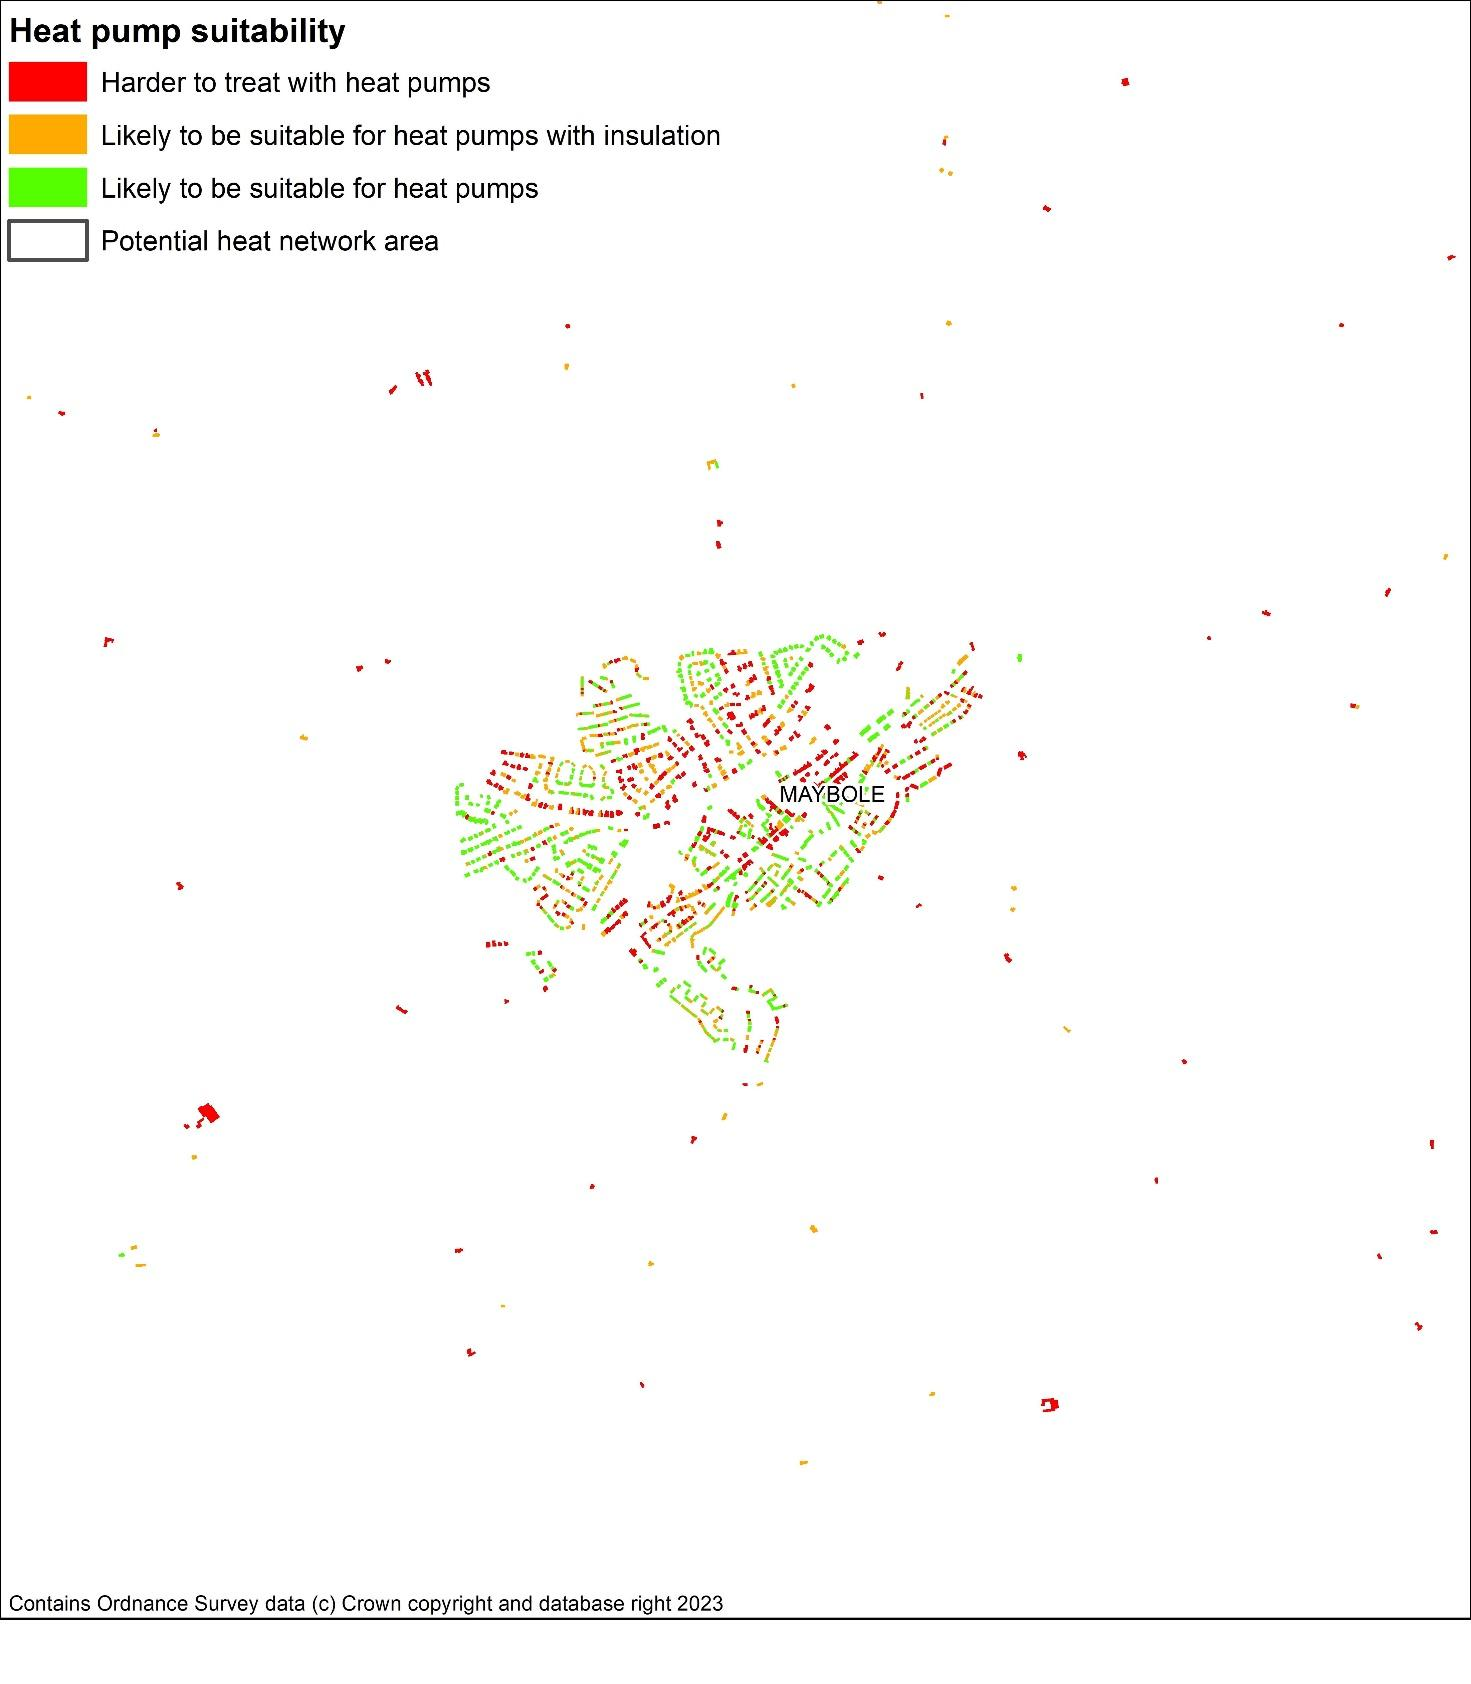 Heat pump suitability
Harder to treat with heat pumps
Likely to be suitable for heat pumps with insulation
Likely to be suitable for heat pumps
Potential heat network area
MAYBOLE
Contains Ordnance Survey data (c) Crown copyright and database right 2023